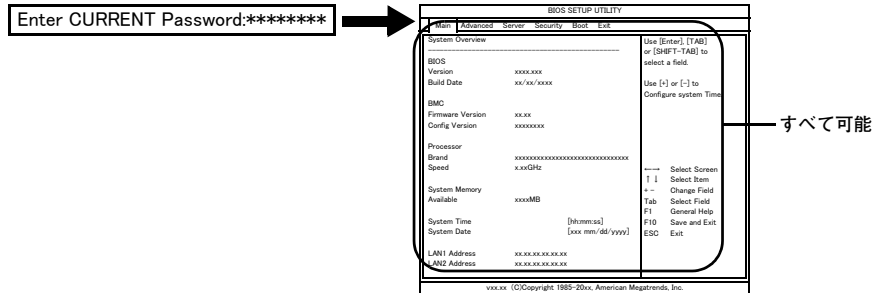 Enter CURRENT Password:********
BIOS SETUP UTILITY
Main Advanced Server Security Boot Exit
System Overview
BIOS
Version xxxx.xxx
Build Date xx/xx/xxxx
BMC
Firmware Version xx.xx
Config Version xxxxxxxx
Processor
Brand xxxxxxxxxxxxxxxxxxxxxxxxxxxxxxx
Speed x.xxGHz
System Memory
Available xxxxMB
System Time [hh:mm:ss]
System Date [xxx mm/dd/yyyy]
LAN1 Address xx.xx.xx.xx.xx.xx
LAN2 Address xx.xx.xx.xx.xx.xx
Use [Enter], [TAB]
or [SHIFT-TAB] to
select a field.
Use [+] or [-] to
Configure system Time.
←→ Select Screen
↑↓ Select Item
+ - Change Field
Tab Select Field
F1 General Help
F10 Save and Exit
ESC Exit
すべて可能
vxx.xx (C)Copyright 1985-20xx, American Megatrends, Inc.